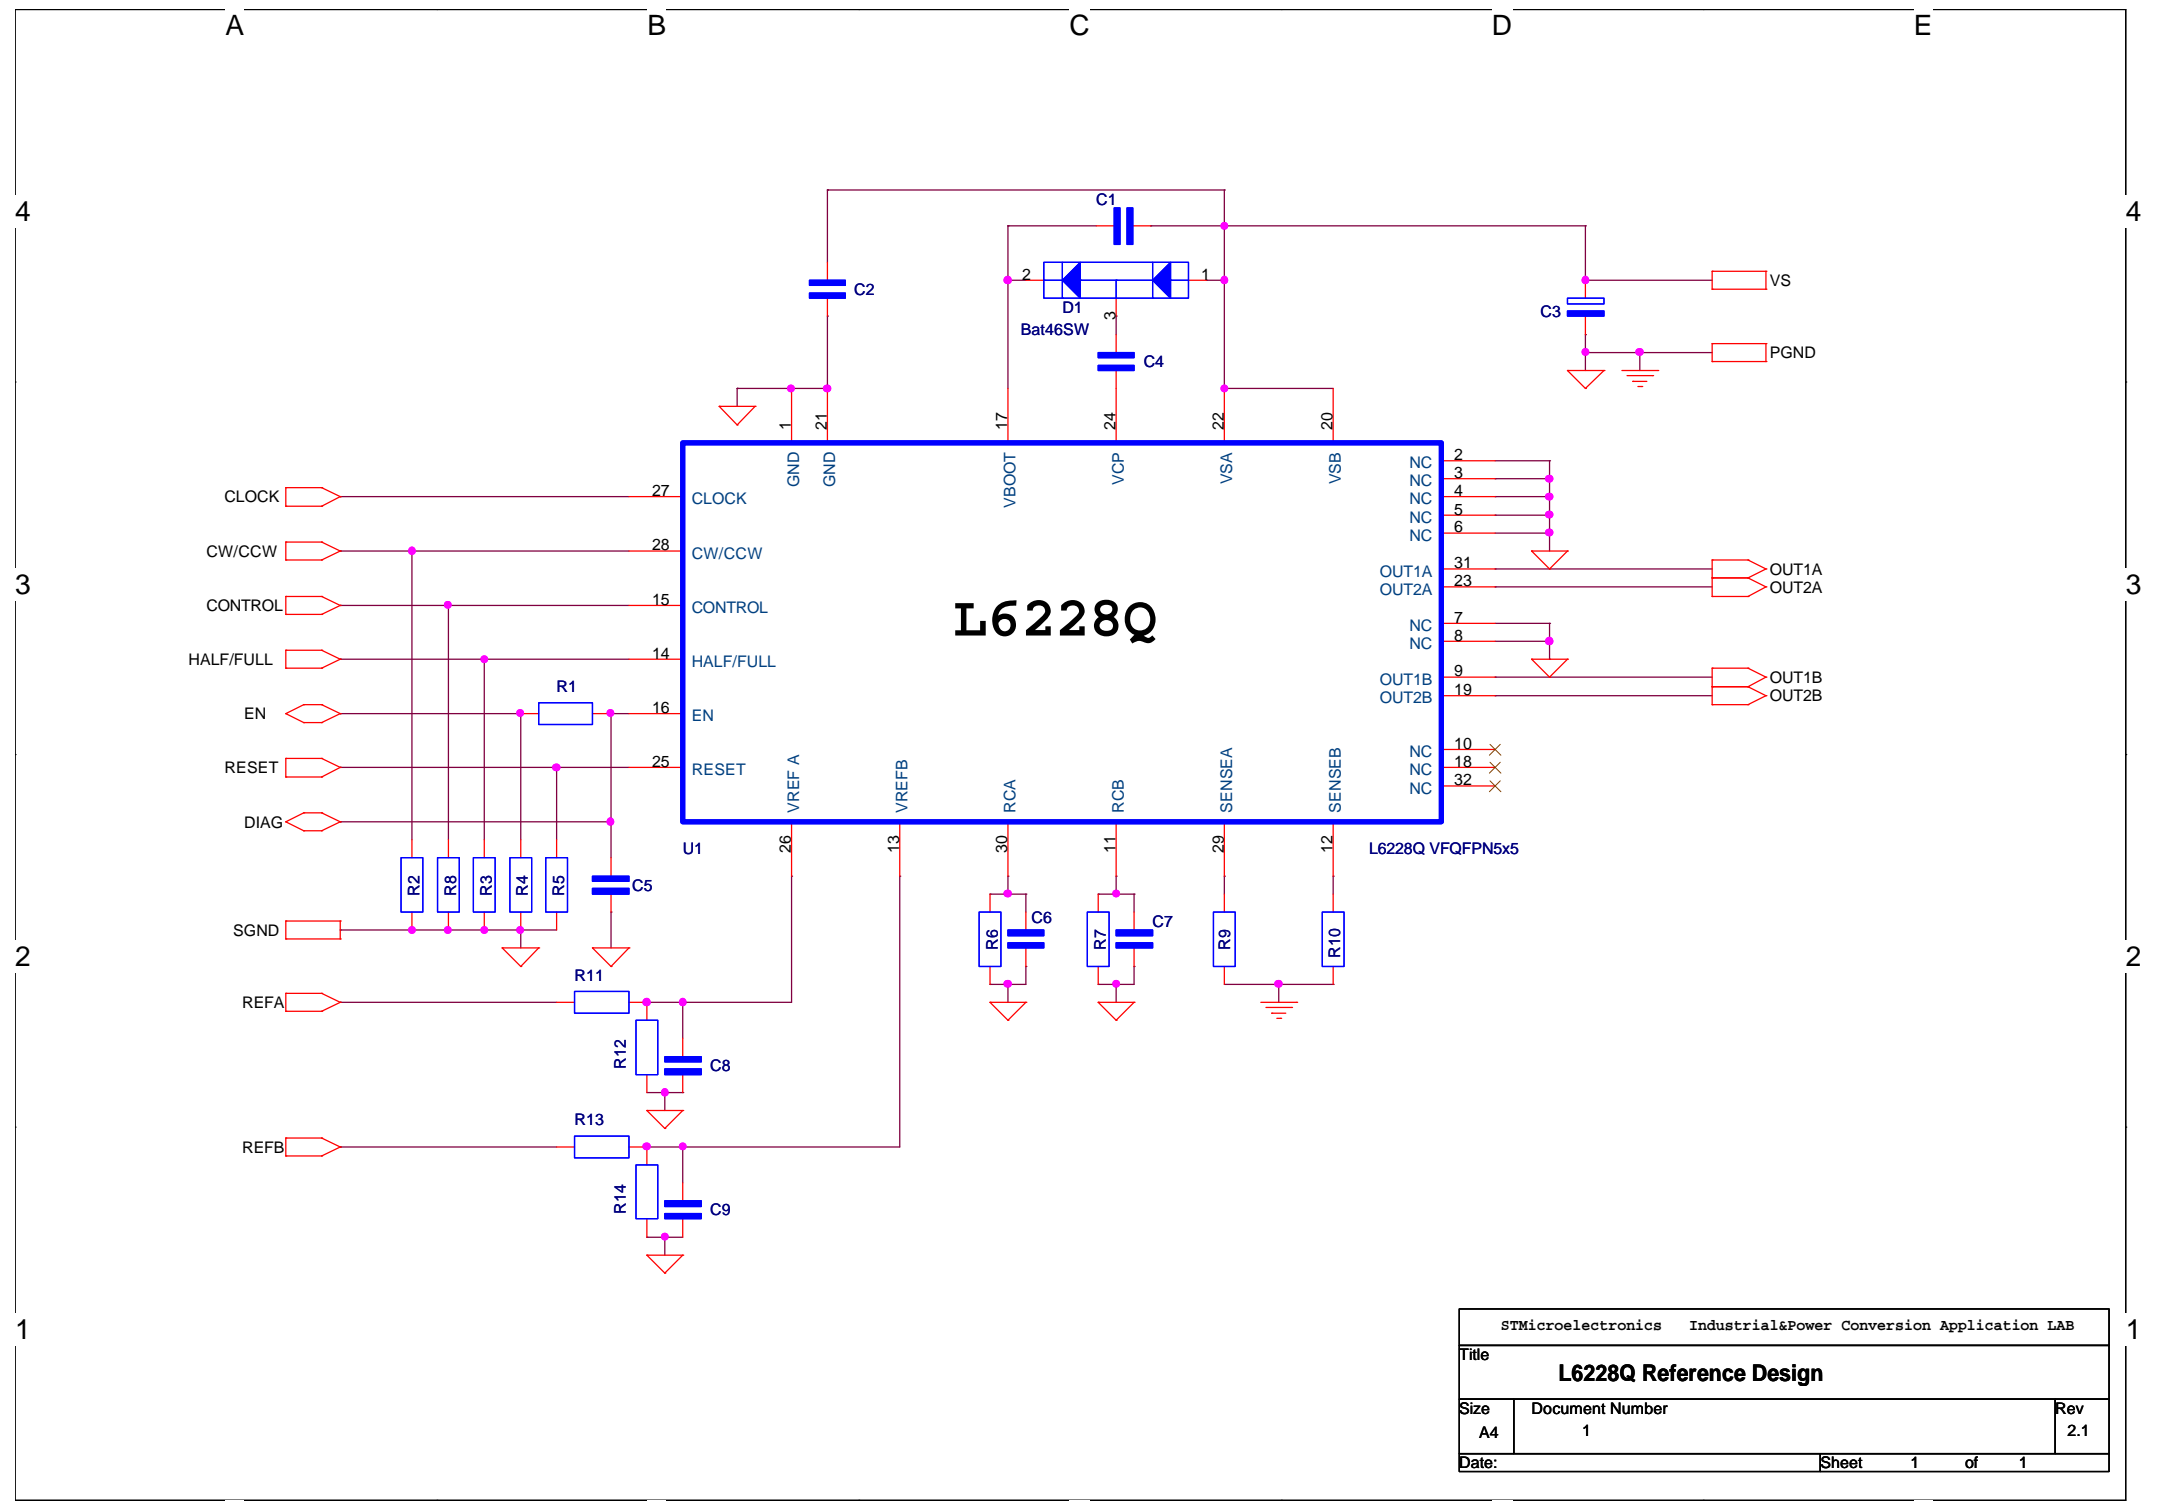 A B C D E
4 4
C1
2 1
C2
D1
3
Bat46SW
C4
C3
VS
PGND
1 21 17 24 22 20
GND GND VBOOT VCP VSA VSB
CLOCK 27 CLOCK
CW/CCW 28 CW/CCW
CONTROL 15 CONTROL
HALF/FULL 14 HALF/FULL
R1
EN 16 EN
RESET 25 RESET
DIAG
L6228Q
NC 2
NC 3
NC 4
NC 5
NC 6
OUT1A 31 OUT1A
OUT2A 23 OUT2A
3 3
NC 7
NC 8
OUT1B 9 OUT1B
OUT2B 19 OUT2B
NC 10
NC 18
NC 32
VREF A VREFB RCA RCB SENSEA SENSEB
U1 26 13 30 11 29 12 L6228Q VFQFPN5x5
R2 R8 R3 R4 R5 C5
SGND
R6 C6 R7 C7 R9 R10
2 2
R11
REFA
R12 C8
R13
REFB
R14 C9
1 1
STMicroelectronics Industrial&Power Conversion Application LAB
Title
L6228Q Reference Design
Size Document Number Rev
A4 1 2.1
Date: Sheet 1 of 1